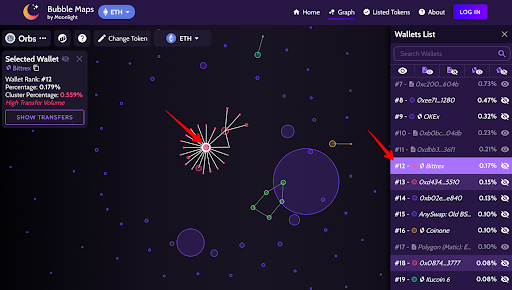 Bubble Maps
by Moonlight
ETH
Home
Graph
Listed Tokens
About
LOG IN
Orbs
Change Token
ETH
Selected Wallet
Bittrex
Wallet Rank: #12
Percentage: 0.179%
Cluster Percentage: 0.559%
High Transfer Volume
SHOW TRANSFERS
Wallets List
Search Wallets
#7 - 0xc200...604b 0.73%
#8 - 0xee71...1280 0.47%
#9 - OKEx 0.32%
#10 - 0xb0bc...04db 0.23%
#11 - 0xdbb3...36f1 0.21%
#12 - Bittrex 0.17%
#13 - 0xd434...5510 0.15%
#14 - 0xb02e...e840 0.13%
#15 - AnySwap: Old BS... 0.10%
#16 - Coinone 0.10%
#17 - Polygon (Matic): E... 0.10%
#18 - 0x0874...3777 0.08%
#19 - Kucoin 6 0.08%